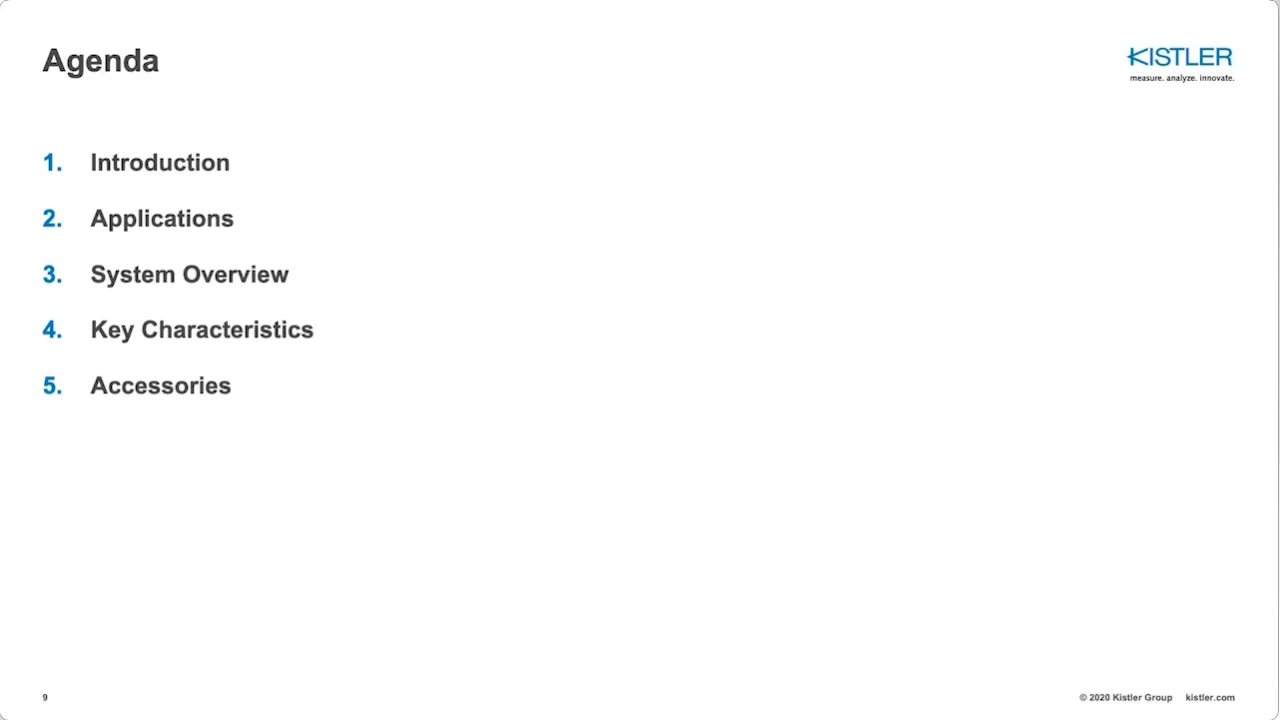 Agenda
KISTLER
measure. analyze. innovate.
1. Introduction
2. Applications
3. System Overview
4. Key Characteristics
5. Accessories
9
© 2020 Kistler Group kistler.com